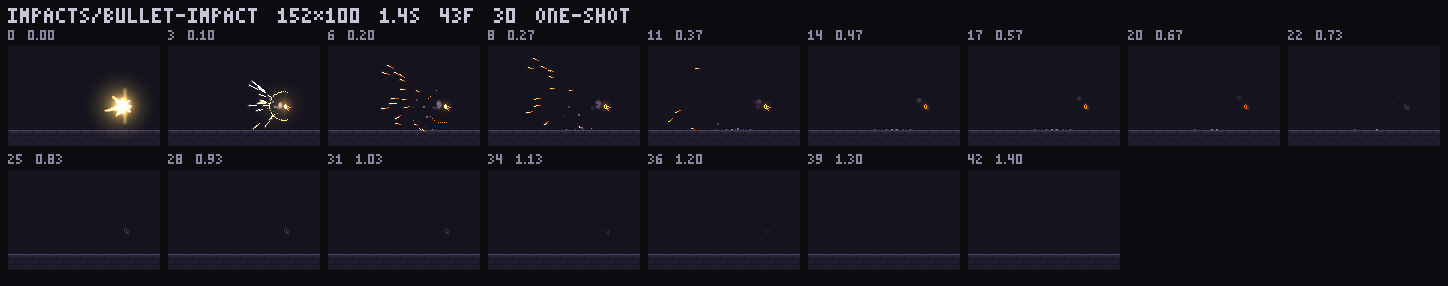 IMPACTS/BULLET-IMPACT 152×100 1.4S 43F 30 ONE-SHOT
0 0.00 3 0.10 6 0.20 8 0.27 11 0.37 14 0.47 17 0.57 20 0.67 22 0.73
25 0.83 28 0.93 31 1.03 34 1.13 36 1.20 39 1.30 42 1.40